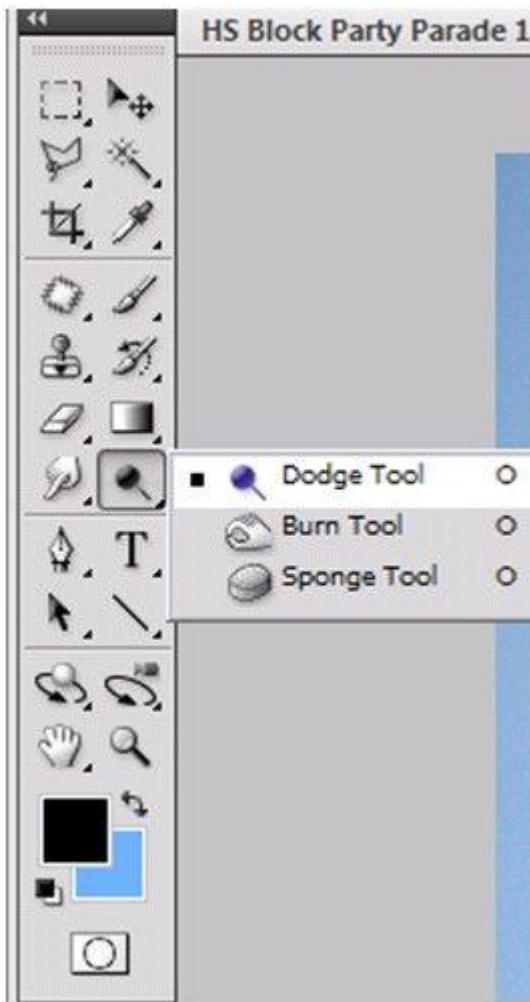 HS Block Party Parade 1
Dodge Tool O
Burn Tool O
Sponge Tool O
T